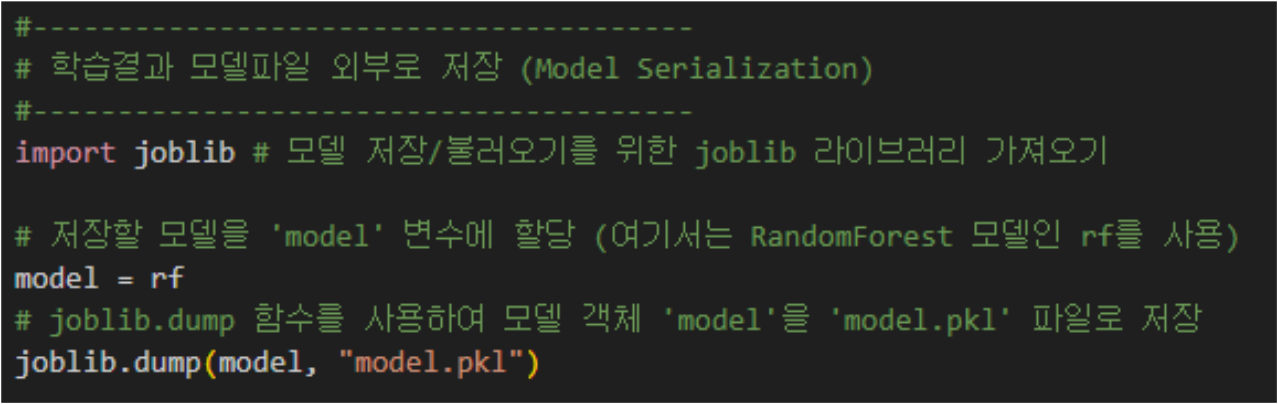 #---------------------------------------
# 학습결과 모델파일 외부로 저장 (Model Serialization)
#---------------------------------------
import joblib # 모델 저장/불러오기를 위한 joblib 라이브러리 가져오기
# 저장할 모델을 'model' 변수에 할당 (여기서는 RandomForest 모델인 rf를 사용)
model = rf
# joblib.dump 함수를 사용하여 모델 객체 'model'을 'model.pkl' 파일로 저장
joblib.dump(model, "model.pkl")